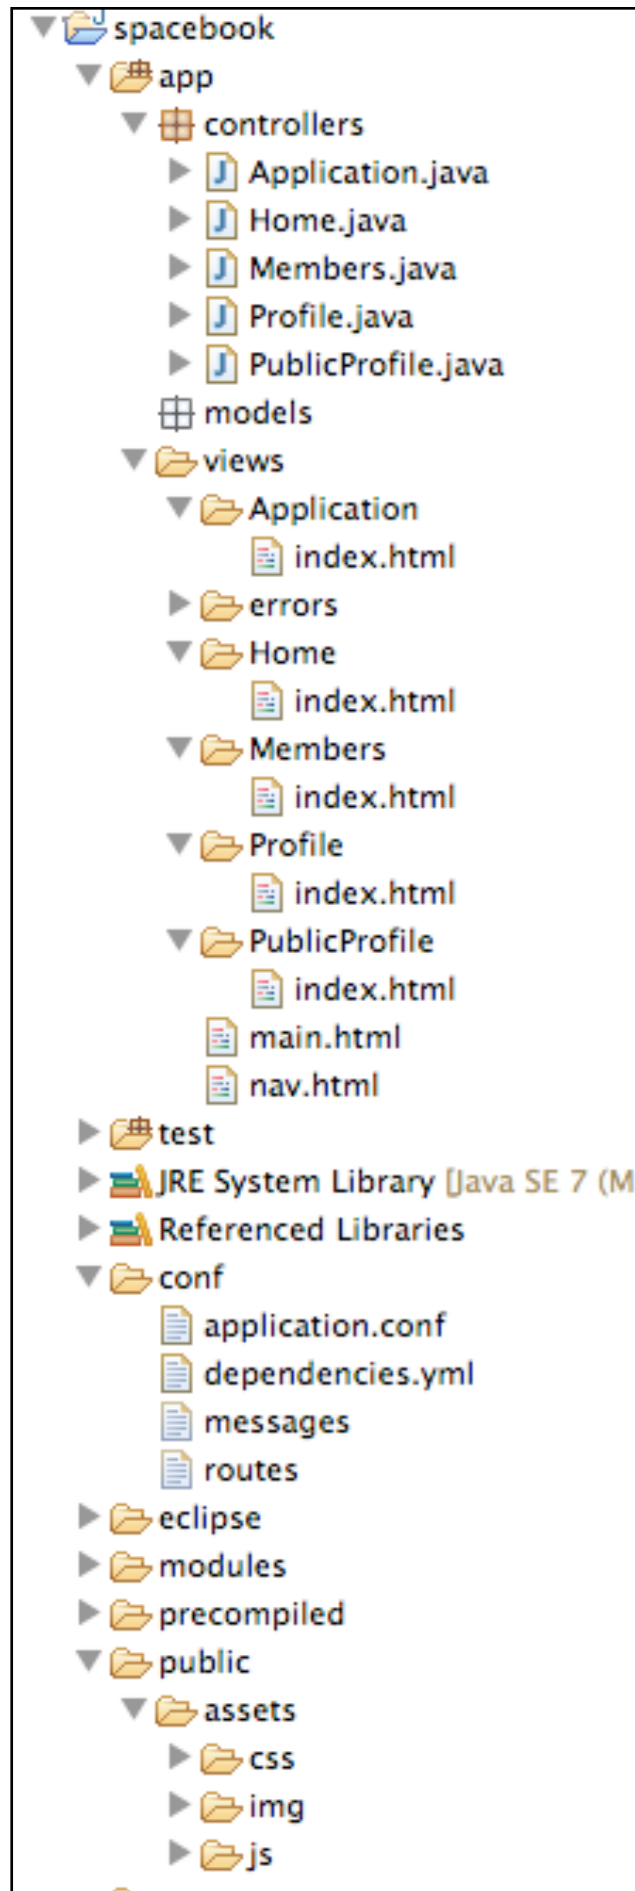 spacebook
app
controllers
Application.java
Home.java
Members.java
Profile.java
PublicProfile.java
models
views
Application
index.html
errors
Home
index.html
Members
index.html
Profile
index.html
PublicProfile
index.html
main.html
nav.html
test
JRE System Library [Java SE 7 (M
Referenced Libraries
conf
application.conf
dependencies.yml
messages
routes
eclipse
modules
precompiled
public
assets
css
img
js